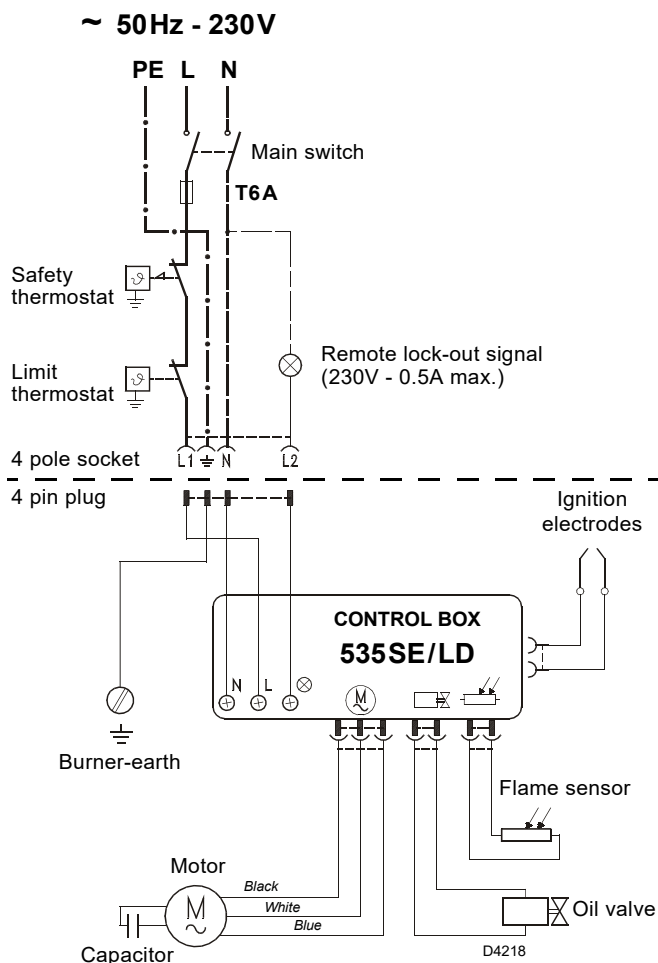 ~ 50Hz - 230V
PE L N
Main switch
T6A
Safety
thermostat
ϑ
Remote lock-out signal
(230V - 0.5A max.)
Limit
thermostat
ϑ
4 pole socket
L1 N L2
4 pin plug
Ignition
electrodes
CONTROL BOX
535SE/LD
N L
M
~
Burner-earth
Flame sensor
Motor
Black
White
Blue
M
~
Oil valve
Capacitor
D4218